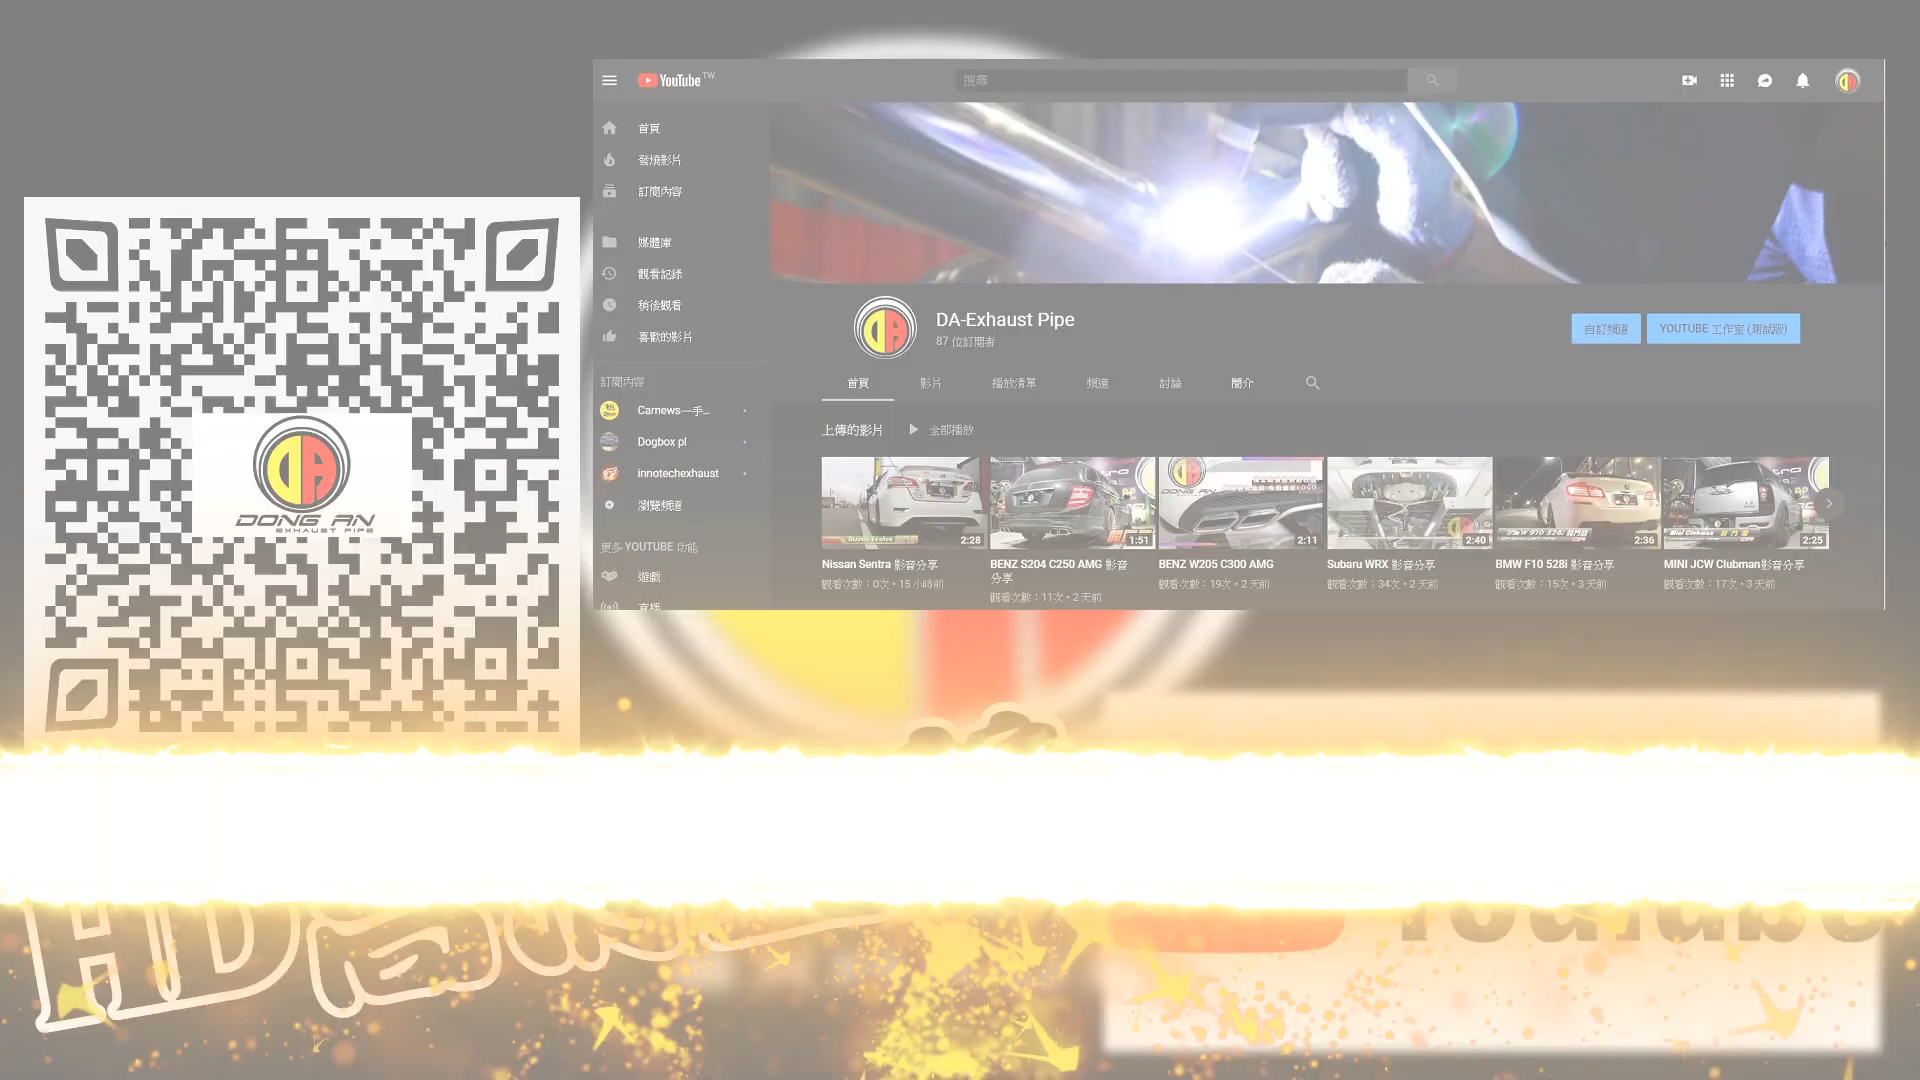 YouTube TW
搜尋
首頁
發燒影片
訂閱內容
媒體庫
觀看記錄
稍後觀看
喜歡的影片
訂閱內容
Carnews一手...
Dogbox pl
innotechexhaust
瀏覽頻道
更多 YOUTUBE 功能
遊戲
直播
DA-Exhaust Pipe
87 位訂閱者
自訂頻道
YOUTUBE 工作室 (測試版)
首頁
影片
播放清單
頻道
討論
簡介
上傳的影片
全部播放
2:28
1:51
2:11
2:40
2:36
2:25
Nissan Sentra 影音分享
觀看次數：0次 • 15 小時前
BENZ S204 C250 AMG 影音
分享
觀看次數：11次 • 2 天前
BENZ W205 C300 AMG
觀看次數：19次 • 2 天前
Subaru WRX 影音分享
觀看次數：34次 • 2 天前
BMW F10 528i 影音分享
觀看次數：15次 • 3 天前
MINI JCW Clubman影音分享
觀看次數：17次 • 3 天前
DA
DONG AN
EXHAUST PIPE
YouTube